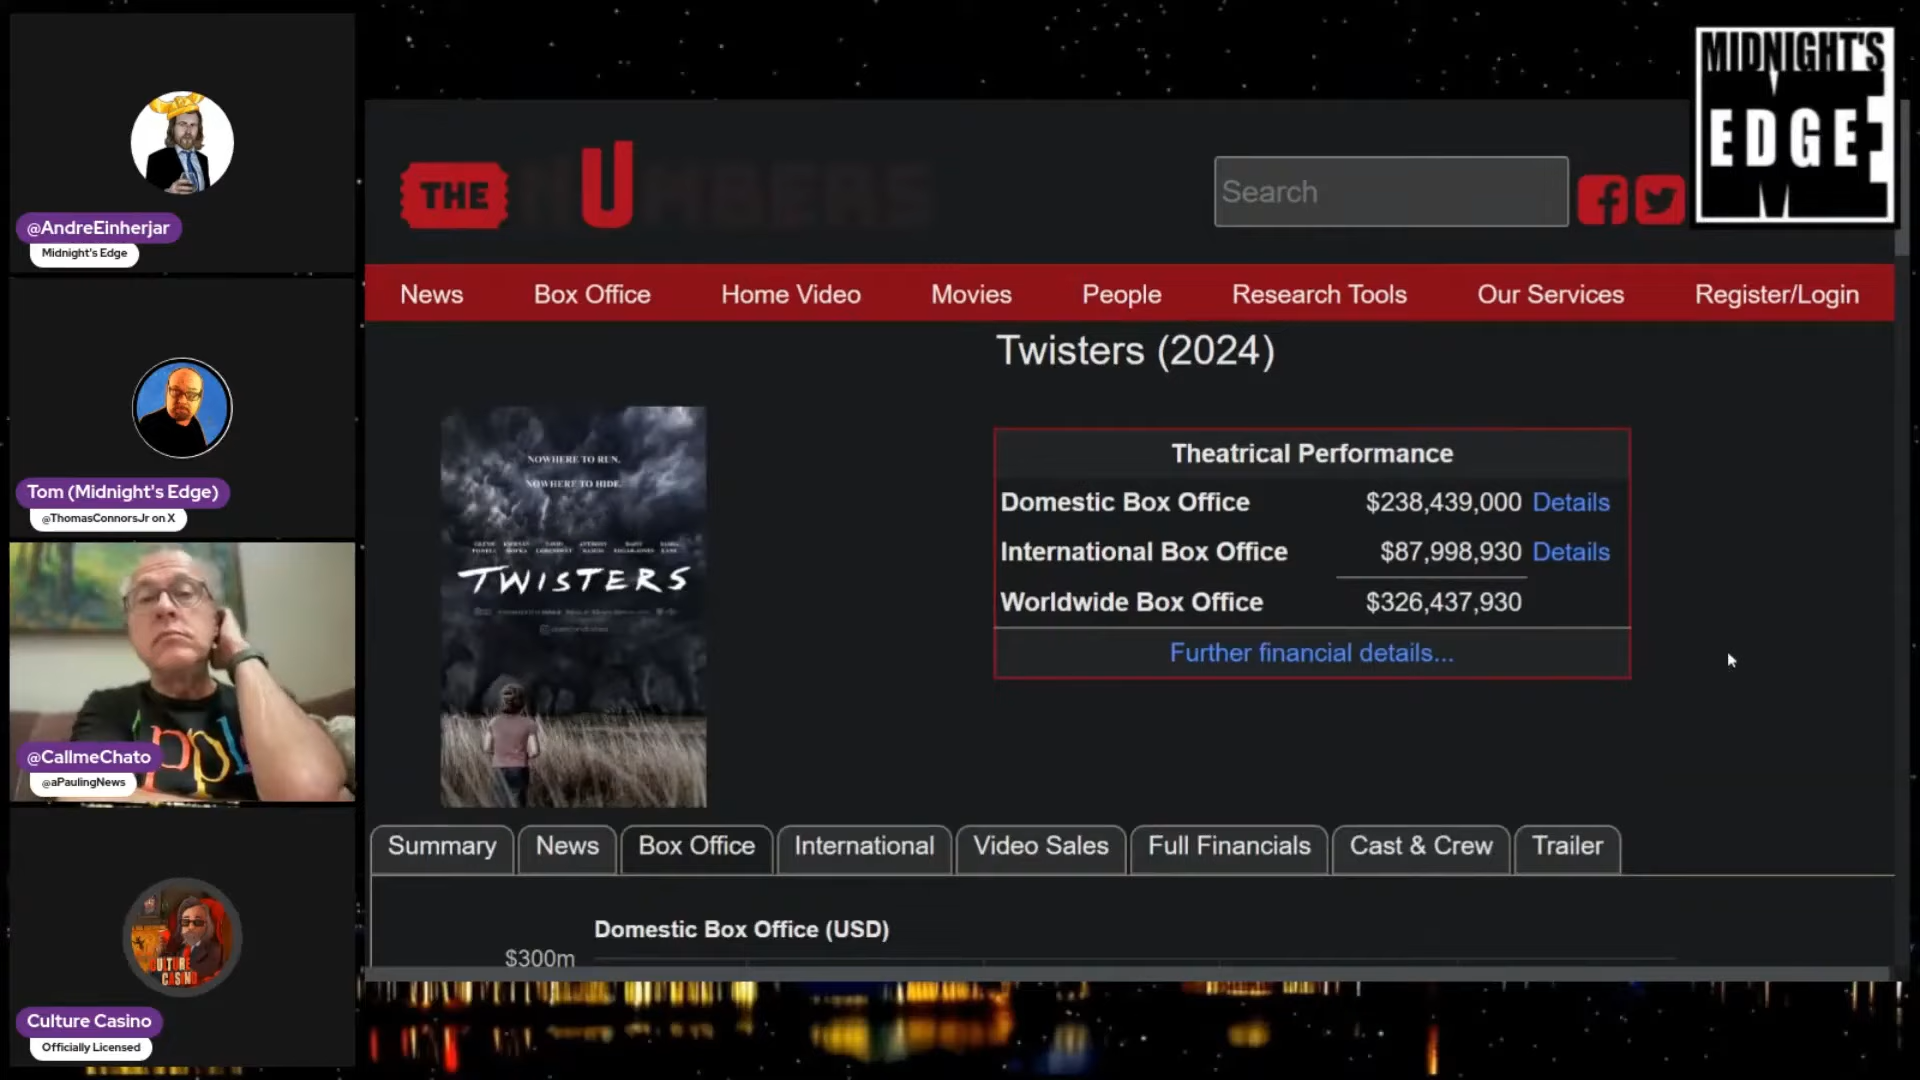 @AndreEinherjar
Midnight's Edge
Tom (Midnight's Edge)
@ThomasConnorsJr on X
ppl
@CallmeChato
@aPaulingNews
CULTURE
CASINO
Culture Casino
Officially Licensed
MIDNIGHT'S
EDGE
THE NUMBERS
Search
News Box Office Home Video Movies People Research Tools Our Services Register/Login
Twisters (2024)
NOWHERE TO RUN.
NOWHERE TO HIDE.
TWISTERS
Theatrical Performance
Domestic Box Office $238,439,000 Details
International Box Office $87,998,930 Details
Worldwide Box Office $326,437,930
Further financial details...
Summary News Box Office International Video Sales Full Financials Cast & Crew Trailer
Domestic Box Office (USD)
$300m